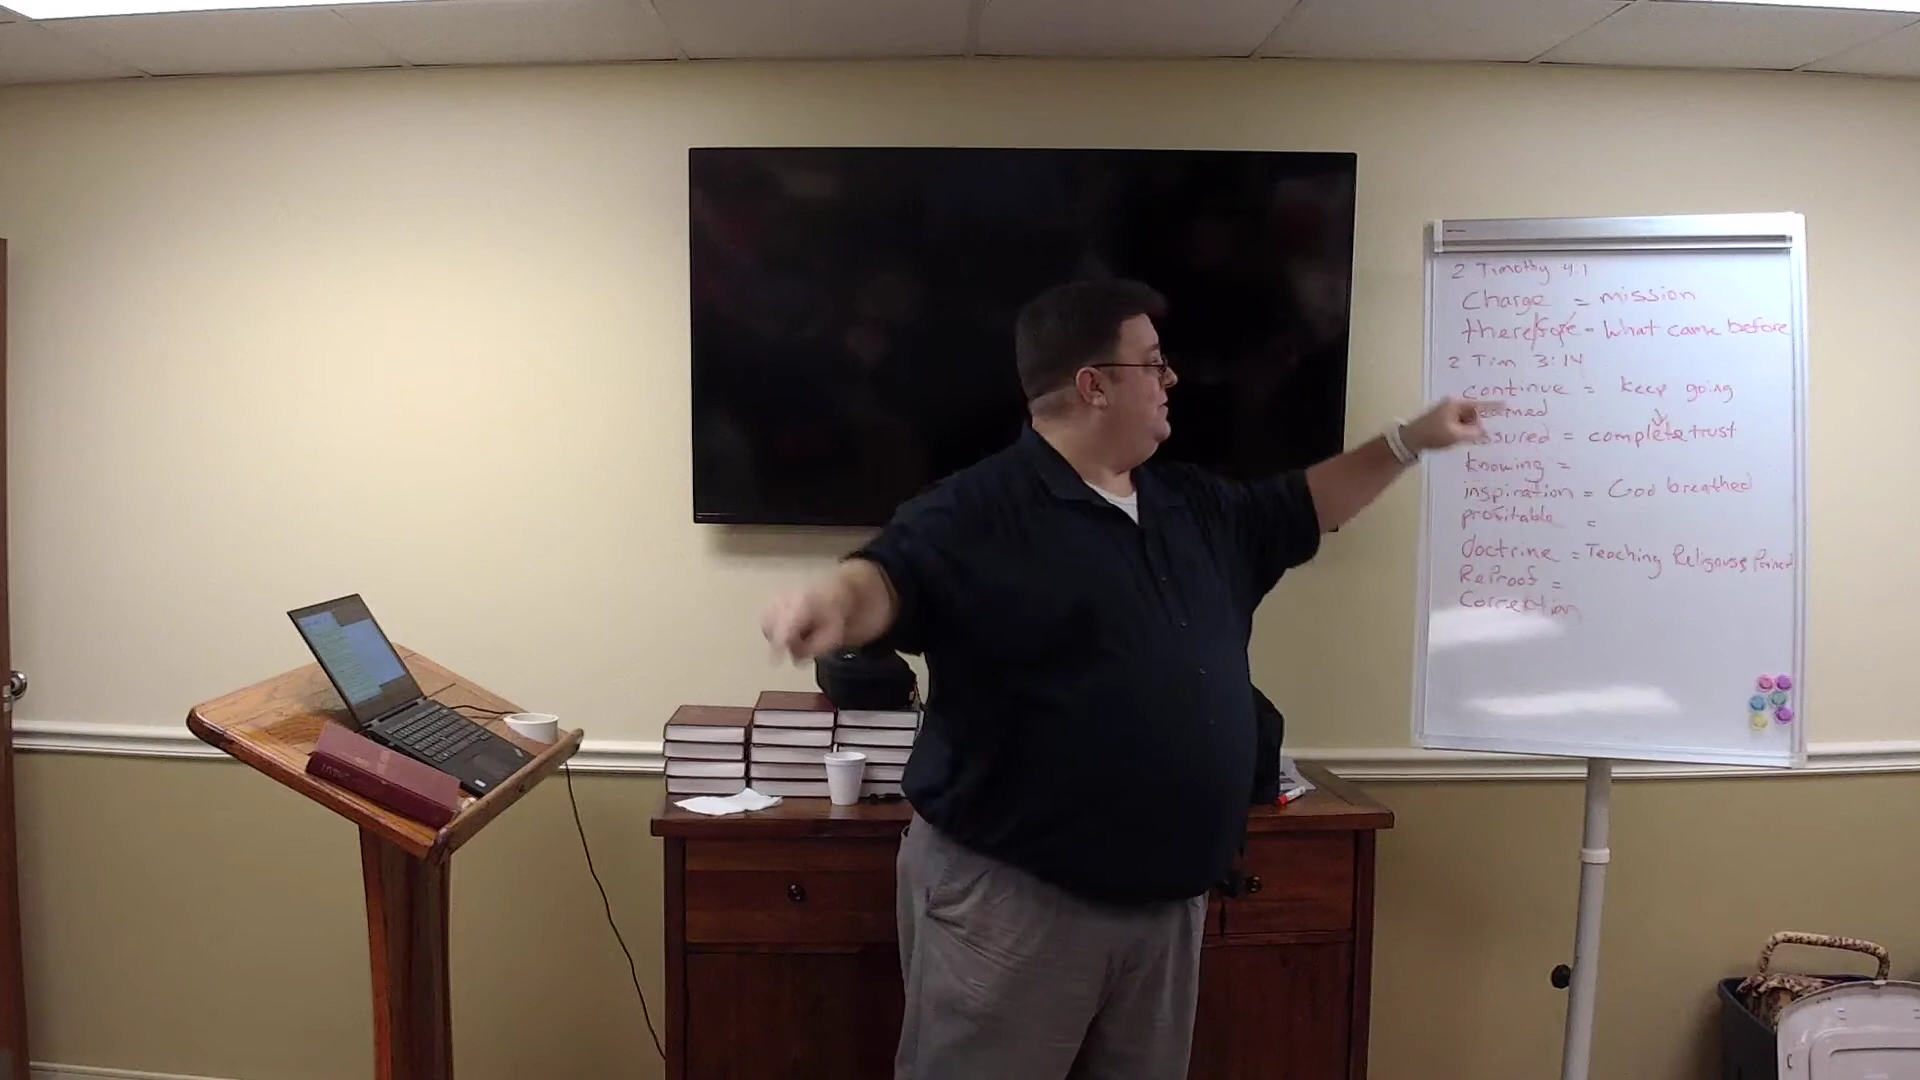 2 Timothy 4:1
Charge = mission
therefore = What came before
2 Tim 3:14
continue = keep going
learned
assured = complete trust
knowing =
inspiration = God breathed
profitable =
doctrine = Teaching Religouss
Reproof =
Correction